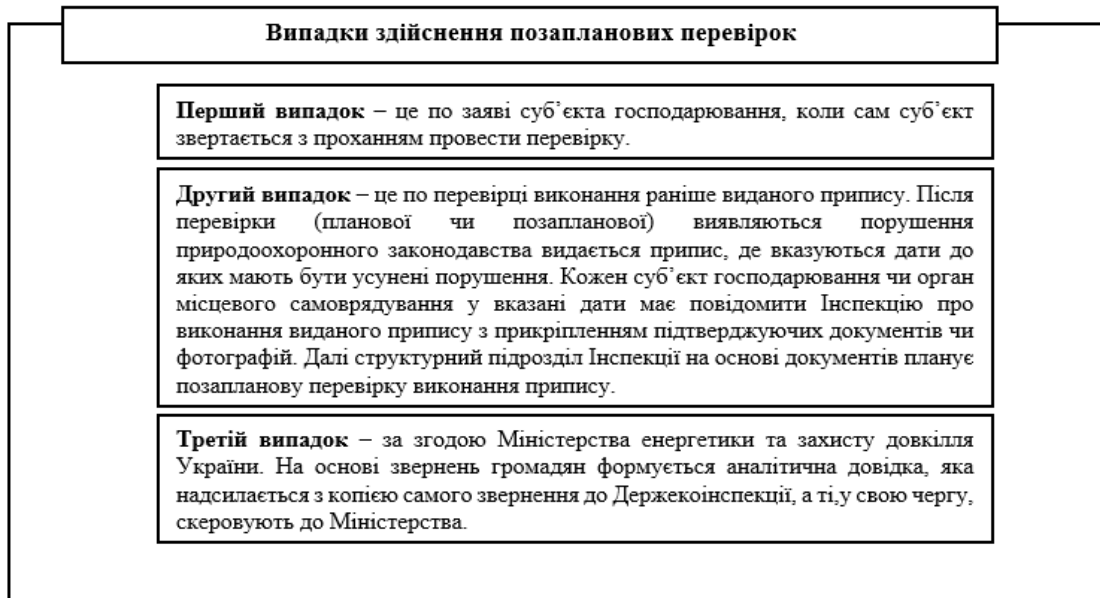 Випадки здійснення позапланових перевірок
Перший випадок – це по заяві суб’єкта господарювання, коли сам суб’єкт
звертається з проханням провести перевірку.
Другий випадок – це по перевірці виконання раніше виданого припису. Після
перевірки (планової чи позапланової) виявляються порушення
природоохоронного законодавства видається припис, де вказуються дати до
яких мають бути усунені порушення. Кожен суб’єкт господарювання чи орган
місцевого самоврядування у вказані дати має повідомити Інспекцію про
виконання виданого припису з прикріпленням підтверджуючих документів чи
фотографій. Далі структурний підрозділ Інспекції на основі документів планує
позапланову перевірку виконання припису.
Третій випадок – за згодою Міністерства енергетики та захисту довкілля
України. На основі звернень громадян формується аналітична довідка, яка
надсилається з копією самого звернення до Держекоінспекції, а ті,у свою чергу,
скеровують до Міністерства.